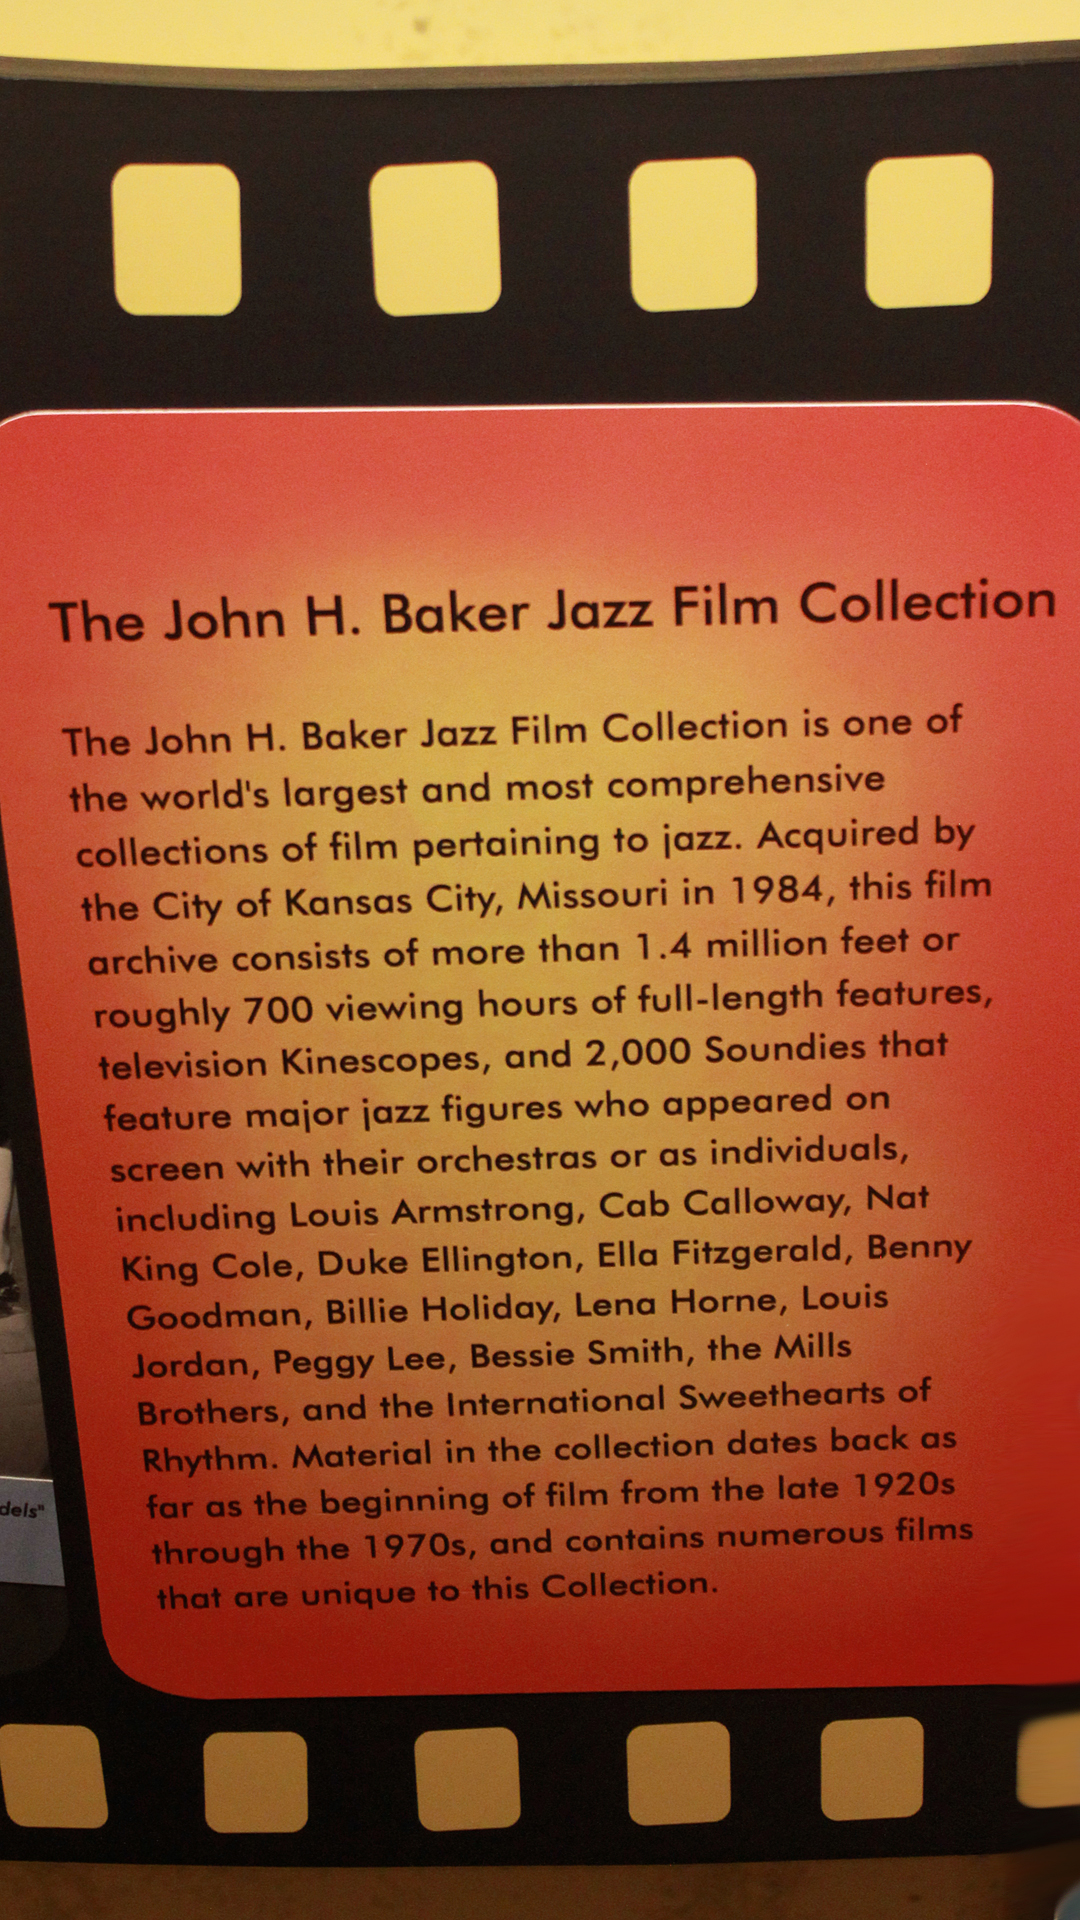 The John H. Baker Jazz Film Collection
The John H. Baker Jazz Film Collection is one of
the world's largest and most comprehensive
collections of film pertaining to jazz. Acquired by
the City of Kansas City, Missouri in 1984, this film
archive consists of more than 1.4 million feet or
roughly 700 viewing hours of full-length features,
television Kinescopes, and 2,000 Soundies that
feature major jazz figures who appeared on
screen with their orchestras or as individuals,
including Louis Armstrong, Cab Calloway, Nat
King Cole, Duke Ellington, Ella Fitzgerald, Benny
Goodman, Billie Holiday, Lena Horne, Louis
Jordan, Peggy Lee, Bessie Smith, the Mills
Brothers, and the International Sweethearts of
Rhythm. Material in the collection dates back as
far as the beginning of film from the late 1920s
through the 1970s, and contains numerous films
that are unique to this Collection.
dels"